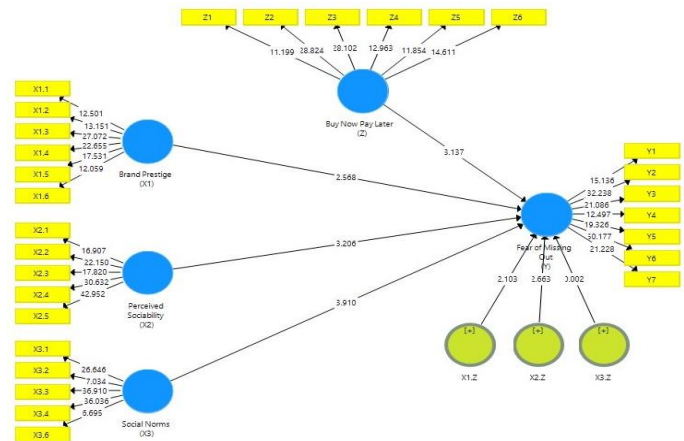 Z1
Z2
Z3
Z4
Z5
Z6
11.199
28.824
28.102
12.963
11.854
14.611
Buy Now Pay Later
(Z)
3.137
X1.1
X1.2
X1.3
X1.4
X1.5
X1.6
12.501
13.151
27.072
22.655
17.531
12.059
Brand Prestige
(X1)
2.568
X2.1
X2.2
X2.3
X2.4
X2.5
16.907
22.150
17.820
30.632
42.952
Perceived
Sociability
(X2)
3.206
X3.1
X3.2
X3.3
X3.4
X3.6
26.646
7.034
36.910
36.036
6.695
Social Norms
(X3)
3.910
Y1
Y2
Y3
Y4
Y5
Y6
Y7
15.136
32.238
21.086
12.497
19.326
50.177
21.228
Fear of Missing
Out
(Y)
2.103
2.663
0.002
[+]
[+]
[+]
X1.Z
X2.Z
X3.Z